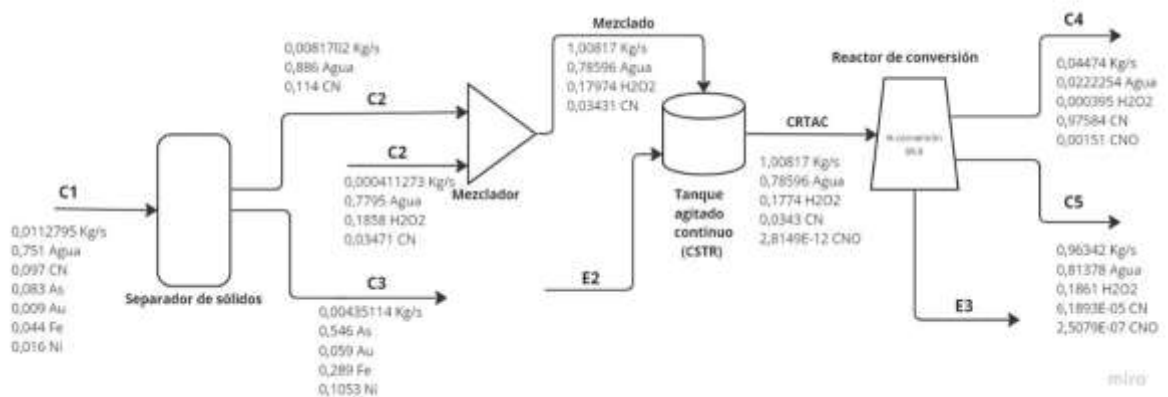 C1
0,0112795 Kg/s
0,751 Agua
0,097 CN
0,083 As
0,009 Au
0,044 Fe
0,016 Ni
Separador de sólidos
0,0081702 Kg/s
0,886 Agua
0,114 CN
C2
C2
0,000411273 Kg/s
0,7795 Agua
0,1858 H2O2
0,03471 CN
Mezclador
C3
0,00435114 Kg/s
0,546 As
0,059 Au
0,289 Fe
0,1053 Ni
Mezclado
1,00817 Kg/s
0,78596 Agua
0,17974 H2O2
0,03431 CN
E2
Tanque
agitado
continuo
(CSTR)
CRTAC
1,00817 Kg/s
0,78596 Agua
0,1774 H2O2
0,0343 CN
2,8149E-12 CNO
Reactor de conversión
E3
C4
0,04474 Kg/s
0,0222254 Agua
0,000395 H2O2
0,97584 CN
0,00151 CNO
C5
0,96342 Kg/s
0,81378 Agua
0,1861 H2O2
6,1893E-05 CN
2,5079E-07 CNO
miro